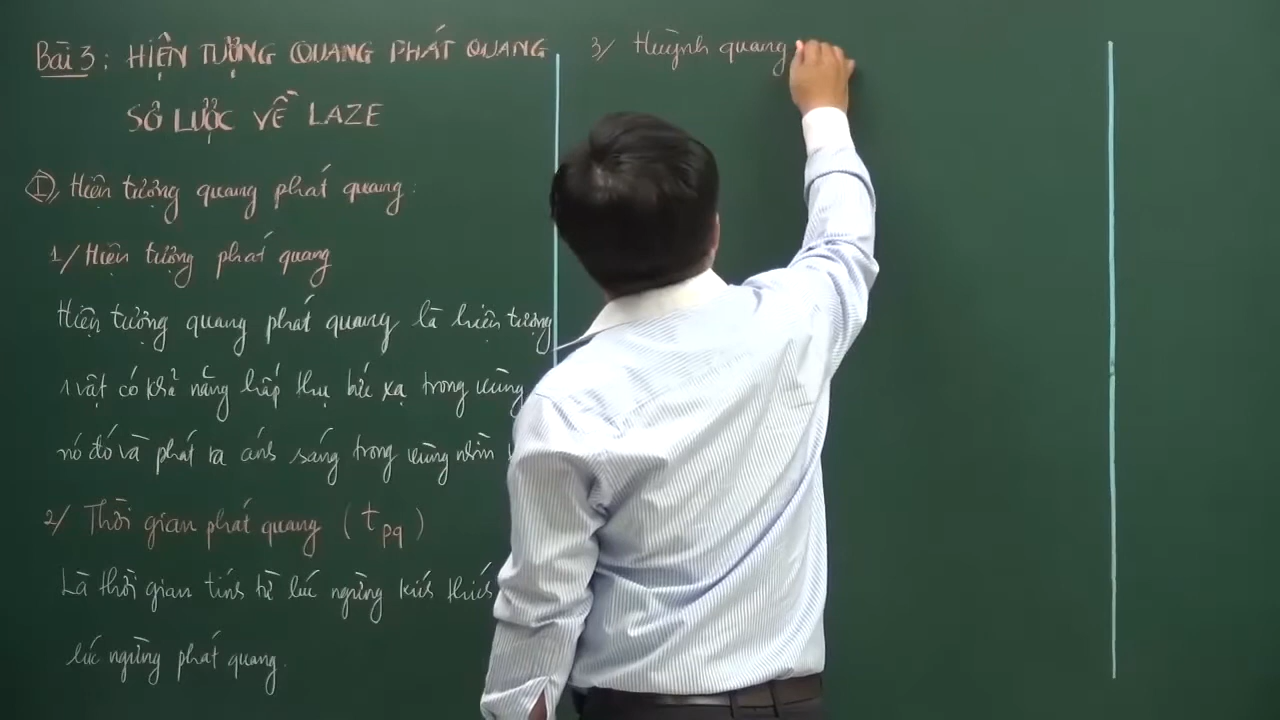 Bài 3: HIỆN TƯỢNG QUANG PHÁT QUANG
SƠ LƯỢC VỀ LAZE
I, Hiện tượng quang phát quang:
1/ Hiện tượng phát quang
Hiện tượng quang phát quang là hiện tượng
1 vật có khả năng hấp thụ bức xạ trong vùng
nó đó và phát ra ánh sáng trong vùng nhìn
2/ Thời gian phát quang (tpq)
Là thời gian tính từ lúc ngừng kích thích
lúc ngừng phát quang.
3/ Huỳnh quang